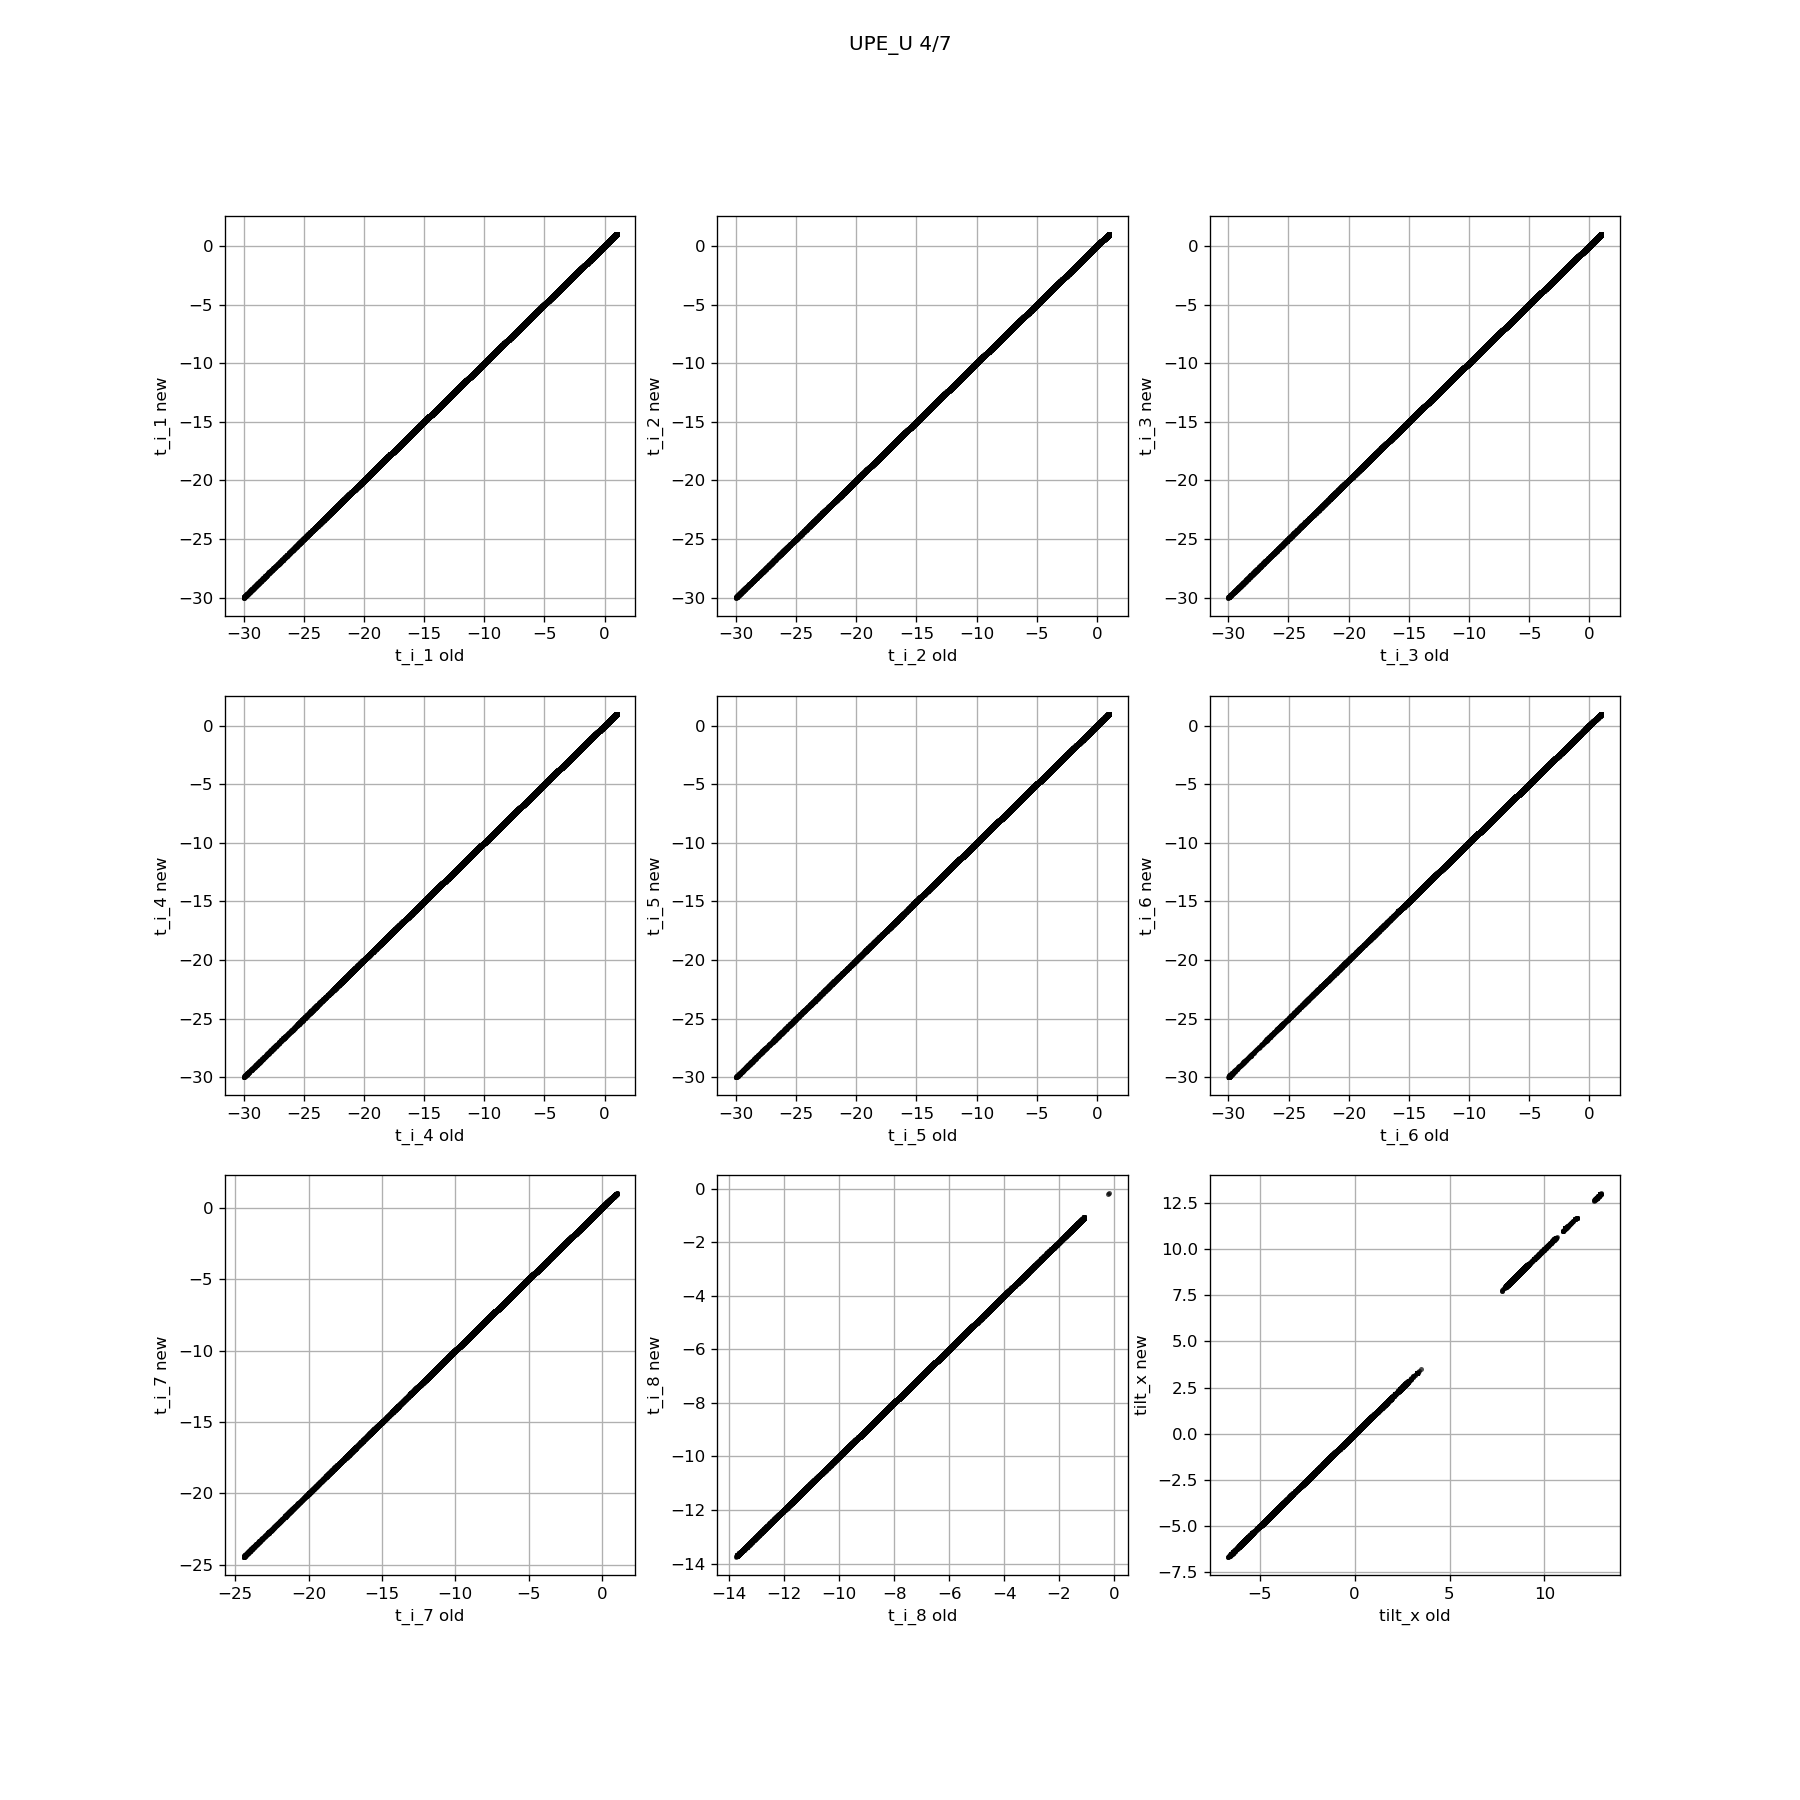 UPE_U 4/7
0
−5
−10
−15
−20
−25
−30
t_i_1 new
−30 −25 −20 −15 −10 −5 0
t_i_1 old
0
−5
−10
−15
−20
−25
−30
t_i_2 new
−30 −25 −20 −15 −10 −5 0
t_i_2 old
0
−5
−10
−15
−20
−25
−30
t_i_3 new
−30 −25 −20 −15 −10 −5 0
t_i_3 old
0
−5
−10
−15
−20
−25
−30
t_i_4 new
−30 −25 −20 −15 −10 −5 0
t_i_4 old
0
−5
−10
−15
−20
−25
−30
t_i_5 new
−30 −25 −20 −15 −10 −5 0
t_i_5 old
0
−5
−10
−15
−20
−25
−30
t_i_6 new
−30 −25 −20 −15 −10 −5 0
t_i_6 old
0
−5
−10
−15
−20
−25
t_i_7 new
−25 −20 −15 −10 −5 0
t_i_7 old
0
−2
−4
−6
−8
−10
−12
−14
t_i_8 new
−14 −12 −10 −8 −6 −4 −2 0
t_i_8 old
12.5
10.0
7.5
5.0
2.5
0.0
−2.5
−5.0
−7.5
tilt_x new
−5 0 5 10
tilt_x old